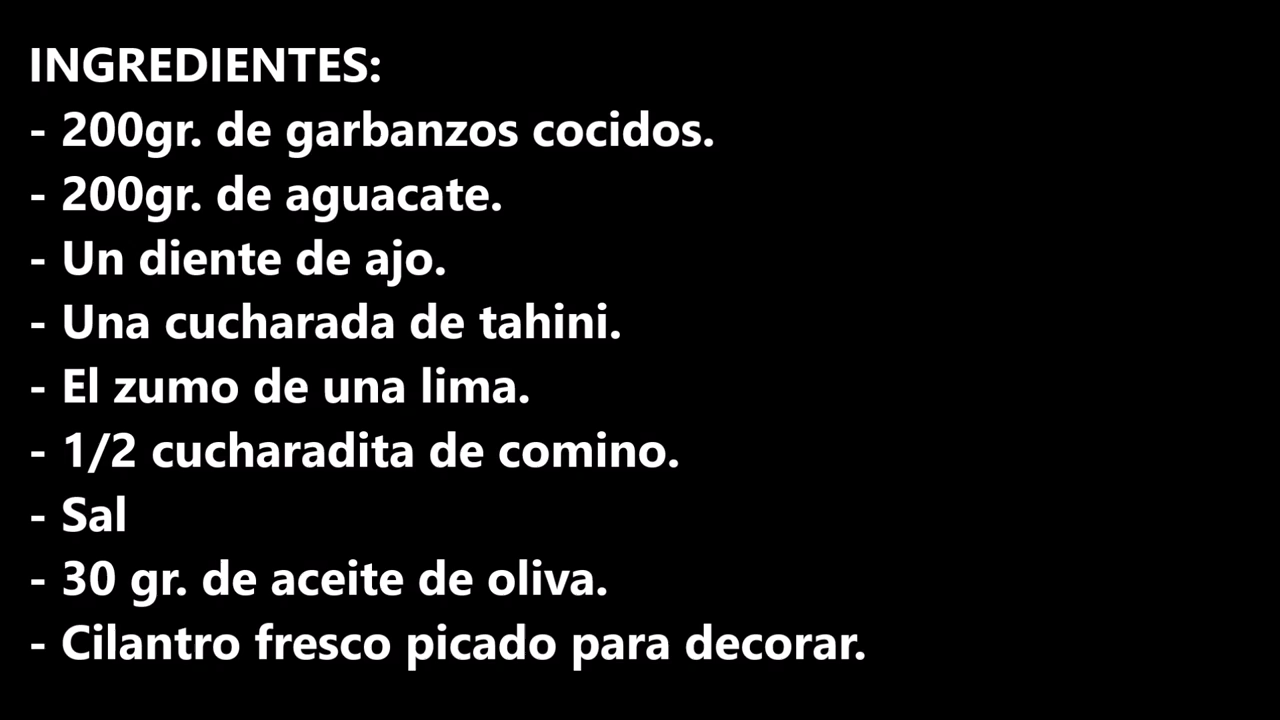 INGREDIENTES:
- 200gr. de garbanzos cocidos.
- 200gr. de aguacate.
- Un diente de ajo.
- Una cucharada de tahini.
- El zumo de una lima.
- 1/2 cucharadita de comino.
- Sal
- 30 gr. de aceite de oliva.
- Cilantro fresco picado para decorar.